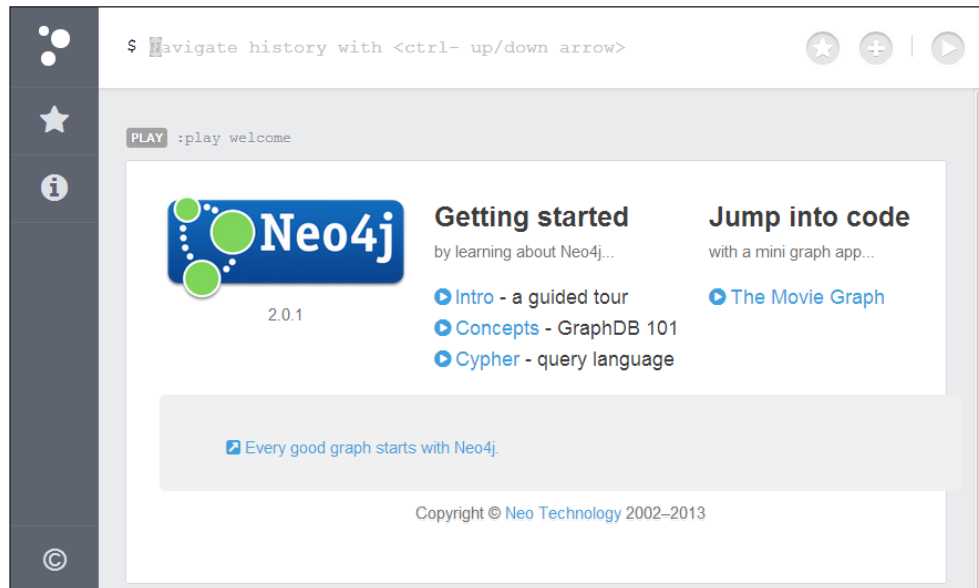 $ Navigate history with <ctrl- up/down arrow>
PLAY :play welcome
Neo4j
2.0.1
Getting started
by learning about Neo4j...
Intro - a guided tour
Concepts - GraphDB 101
Cypher - query language
Jump into code
with a mini graph app...
The Movie Graph
Every good graph starts with Neo4j.
Copyright © Neo Technology 2002–2013
©